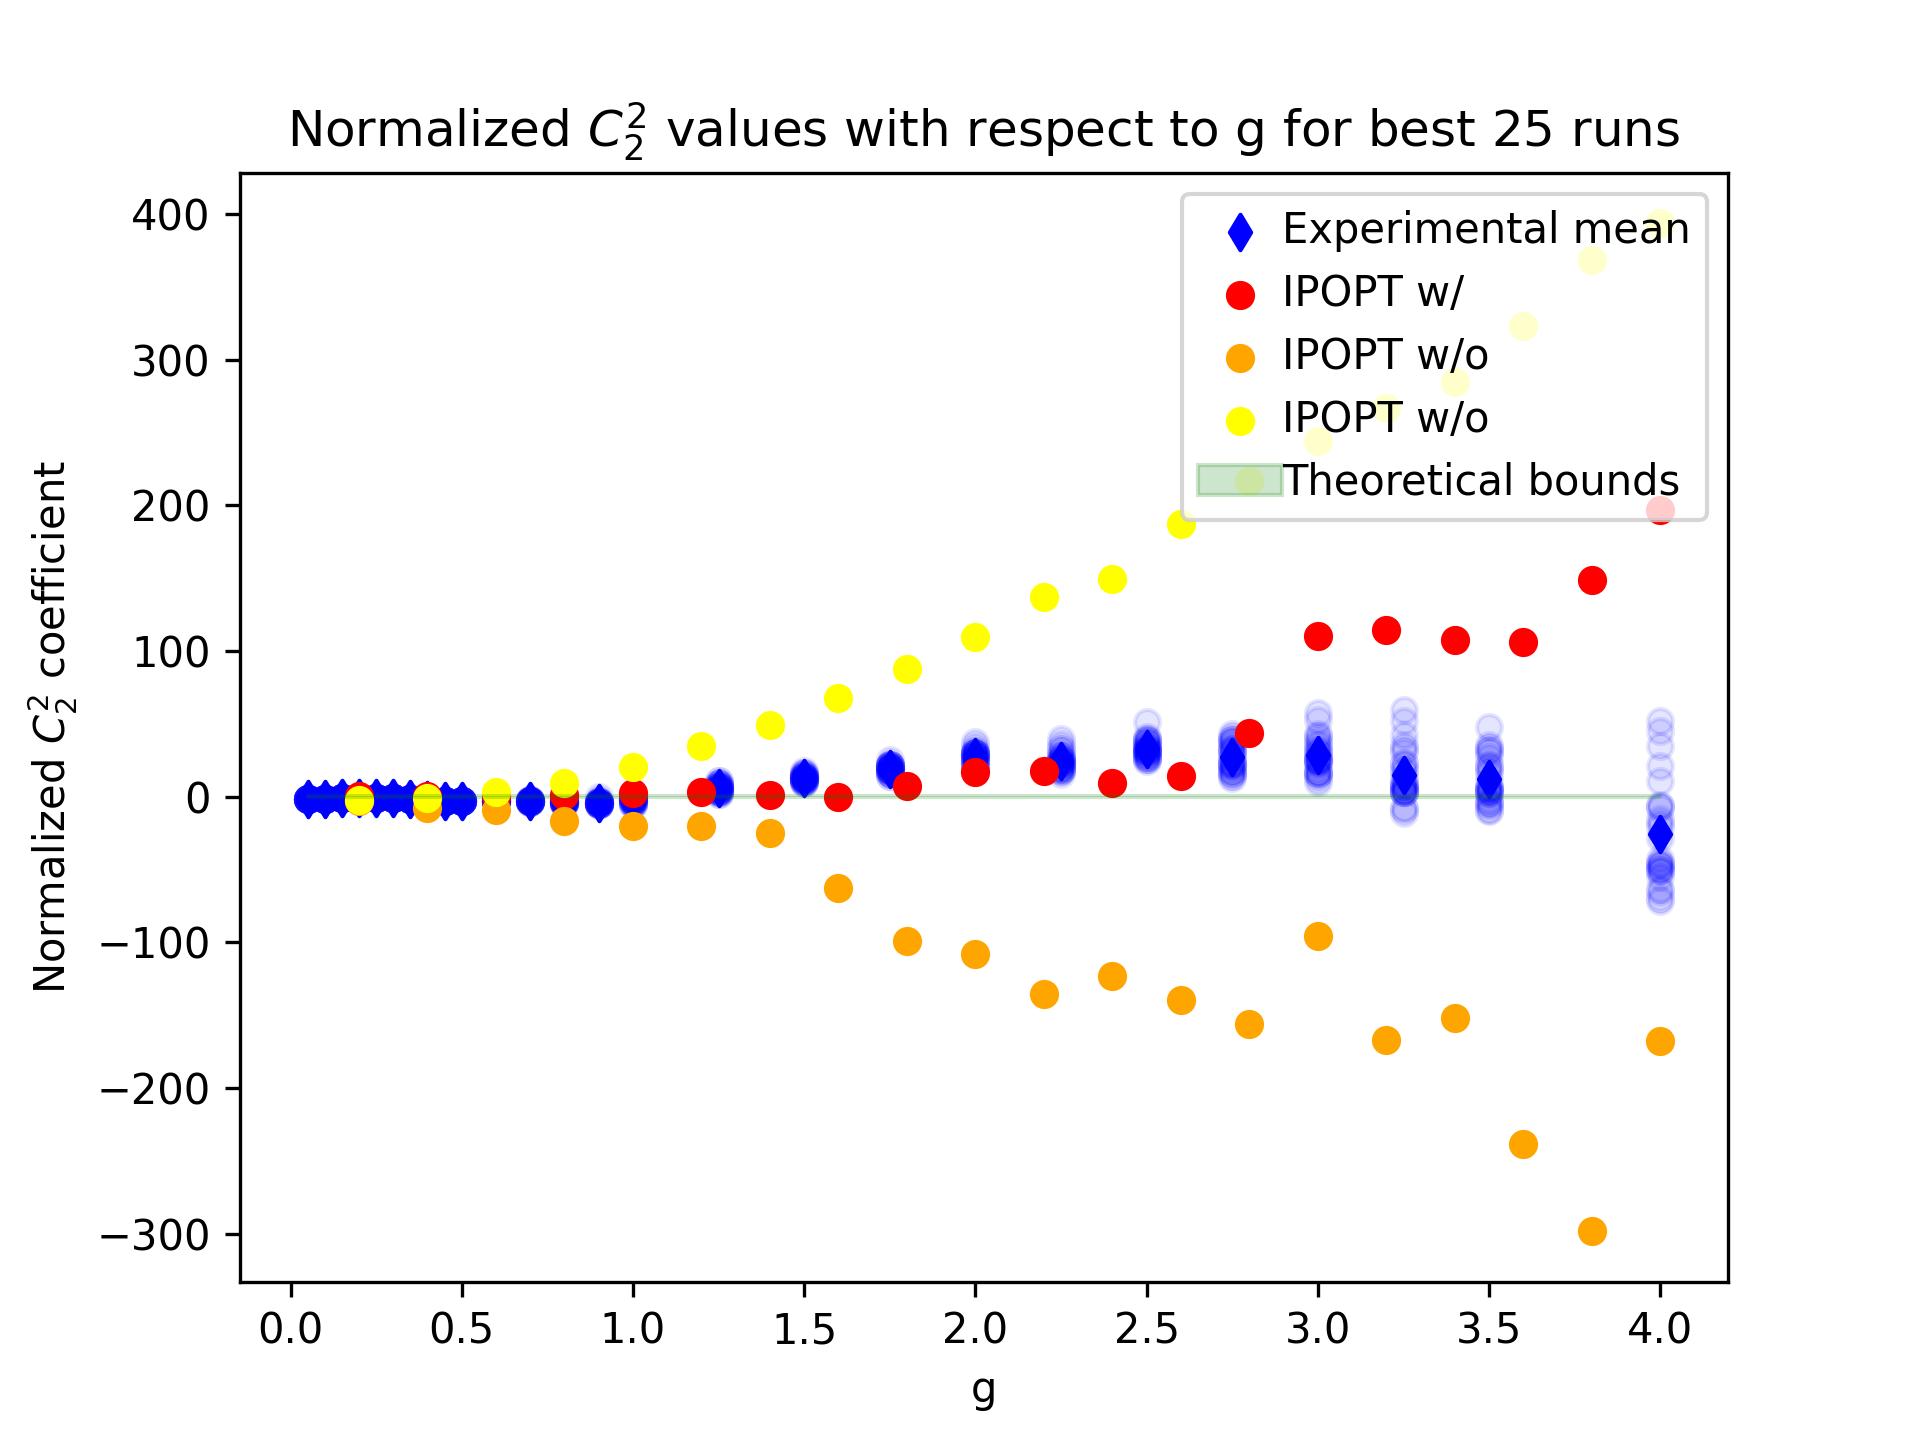 Normalized $C_2^2$ values with respect to g for best 25 runs
Normalized $C_2^2$ coefficient
400
300
200
100
0
−100
−200
−300
Experimental mean
IPOPT w/
IPOPT w/o
IPOPT w/o
Theoretical bounds
0.0 0.5 1.0 1.5 2.0 2.5 3.0 3.5 4.0
g